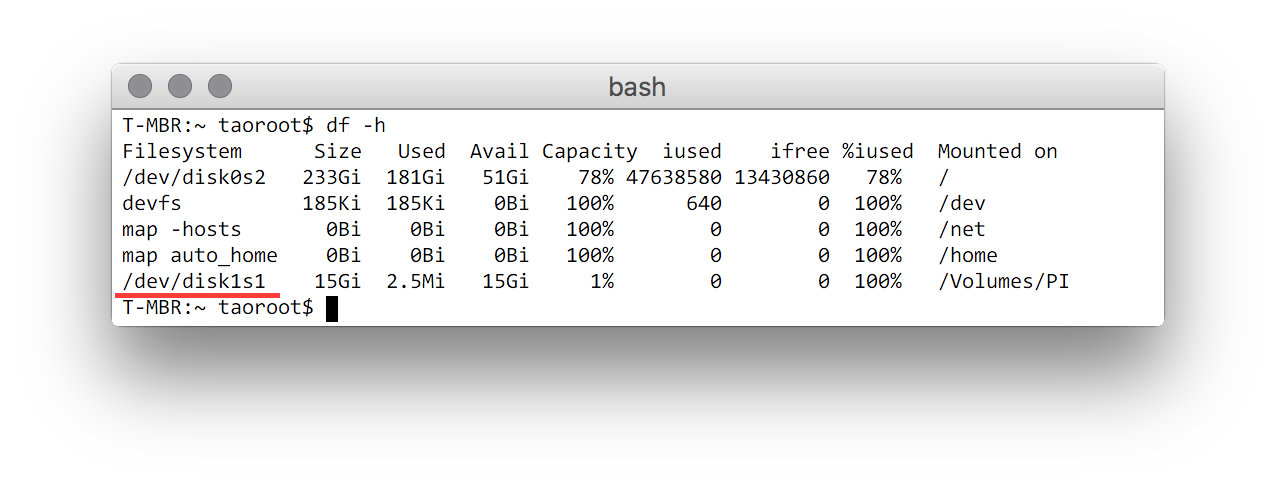 bash
T-MBR:~ taoroot$ df -h
Filesystem      Size   Used  Avail Capacity  iused    ifree %iused  Mounted on
/dev/disk0s2   233Gi  181Gi   51Gi    78% 47638580 13430860   78%   /
devfs          185Ki  185Ki    0Bi   100%      640        0  100%   /dev
map -hosts       0Bi    0Bi    0Bi   100%        0        0  100%   /net
map auto_home    0Bi    0Bi    0Bi   100%        0        0  100%   /home
/dev/disk1s1    15Gi  2.5Mi   15Gi     1%        0        0  100%   /Volumes/PI
T-MBR:~ taoroot$